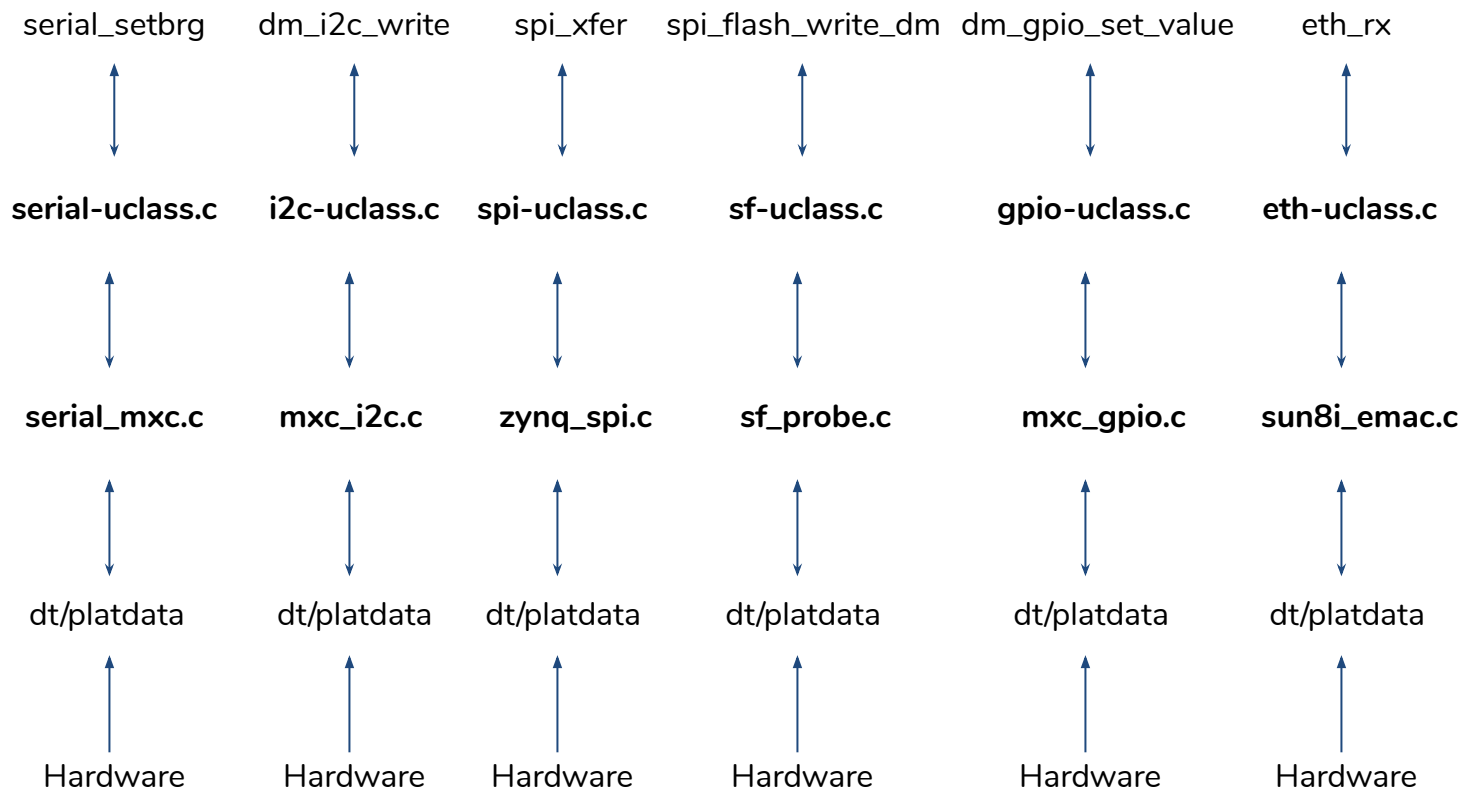 serial_setbrg dm_i2c_write spi_xfer spi_flash_write_dm dm_gpio_set_value eth_rx
serial-uclass.c i2c-uclass.c spi-uclass.c sf-uclass.c gpio-uclass.c eth-uclass.c
serial_mxc.c mxc_i2c.c zynq_spi.c sf_probe.c mxc_gpio.c sun8i_emac.c
dt/platdata dt/platdata dt/platdata dt/platdata dt/platdata dt/platdata
Hardware Hardware Hardware Hardware Hardware Hardware